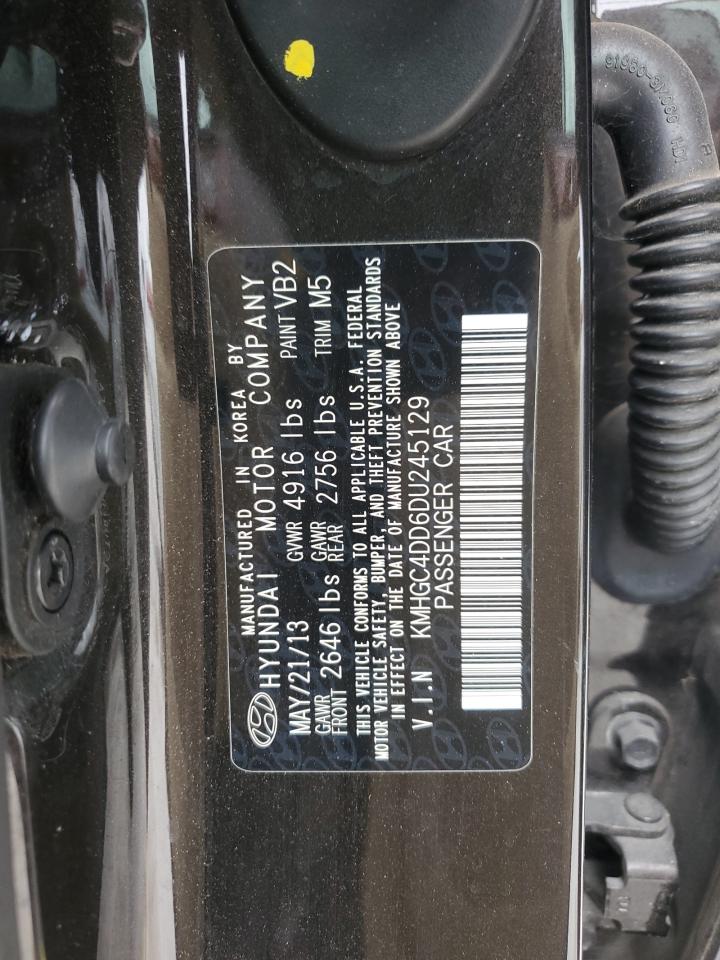 MANUFACTURED IN KOREA BY
HYUNDAI MOTOR COMPANY
MAY/21/13 GVWR 4916 lbs PAINT VB2
GAWR FRONT 2646 lbs GAWR REAR 2756 lbs TRIM M5
THIS VEHICLE CONFORMS TO ALL APPLICABLE U.S.A. FEDERAL
MOTOR VEHICLE SAFETY, BUMPER, AND THEFT PREVENTION STANDARDS
IN EFFECT ON THE DATE OF MANUFACTURE SHOWN ABOVE
V.I.N KMHGC4DD6DU245129
PASSENGER CAR